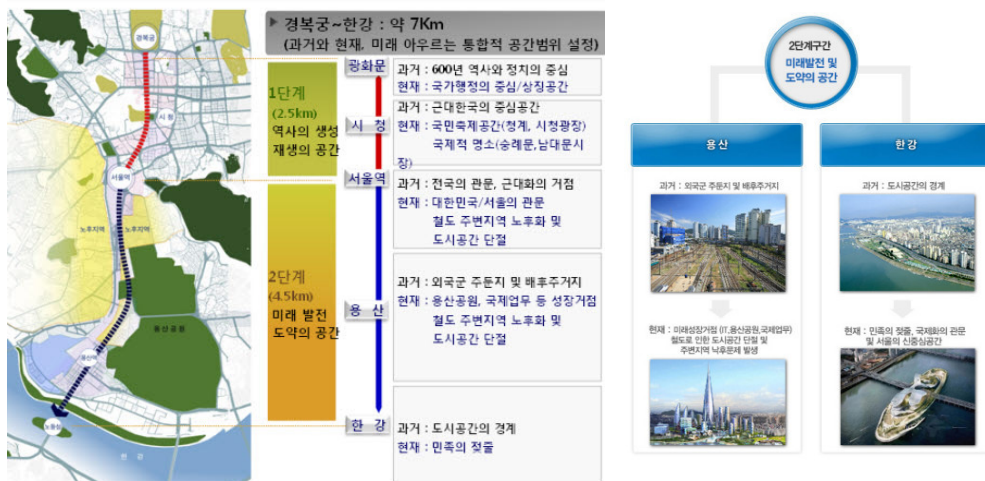 경복궁
시 청
서울역
노후지역
노후지역
용산공원
용산역
노들섬
한 강
▶ 경복궁~한강 : 약 7Km
(과거와 현재, 미래 아우르는 통합적 공간범위 설정)
1단계
(2.5km)
역사의 생성
재생의 공간
2단계
(4.5km)
미래 발전
도약의 공간
광화문
과거 : 600년 역사와 정치의 중심
현재 : 국가행정의 중심/상징공간
시 청
과거 : 근대한국의 중심공간
현재 : 국민축제공간(청계, 시청광장)
국제적 명소(숭례문,남대문시
장)
서울역
과거 : 전국의 관문, 근대화의 거점
현재 : 대한민국/서울의 관문
철도 주변지역 노후화 및
도시공간 단절
용 산
과거 : 외국군 주둔지 및 배후주거지
현재 : 용산공원, 국제업무 등 성장거점
철도 주변지역 노후화 및
도시공간 단절
한 강
과거 : 도시공간의 경계
현재 : 민족의 젖줄
2단계구간
미래발전 및
도약의 공간
용산
과거 : 외국군 주둔지 및 배후주거지
현재 : 미래성장거점 (IT,용산공원,국제업무)
철도로 인한 도시공간 단절 및
주변지역 낙후문제 발생
한강
과거 : 도시공간의 경계
현재 : 민족의 젖줄, 국제화의 관문
및 서울의 신중심공간